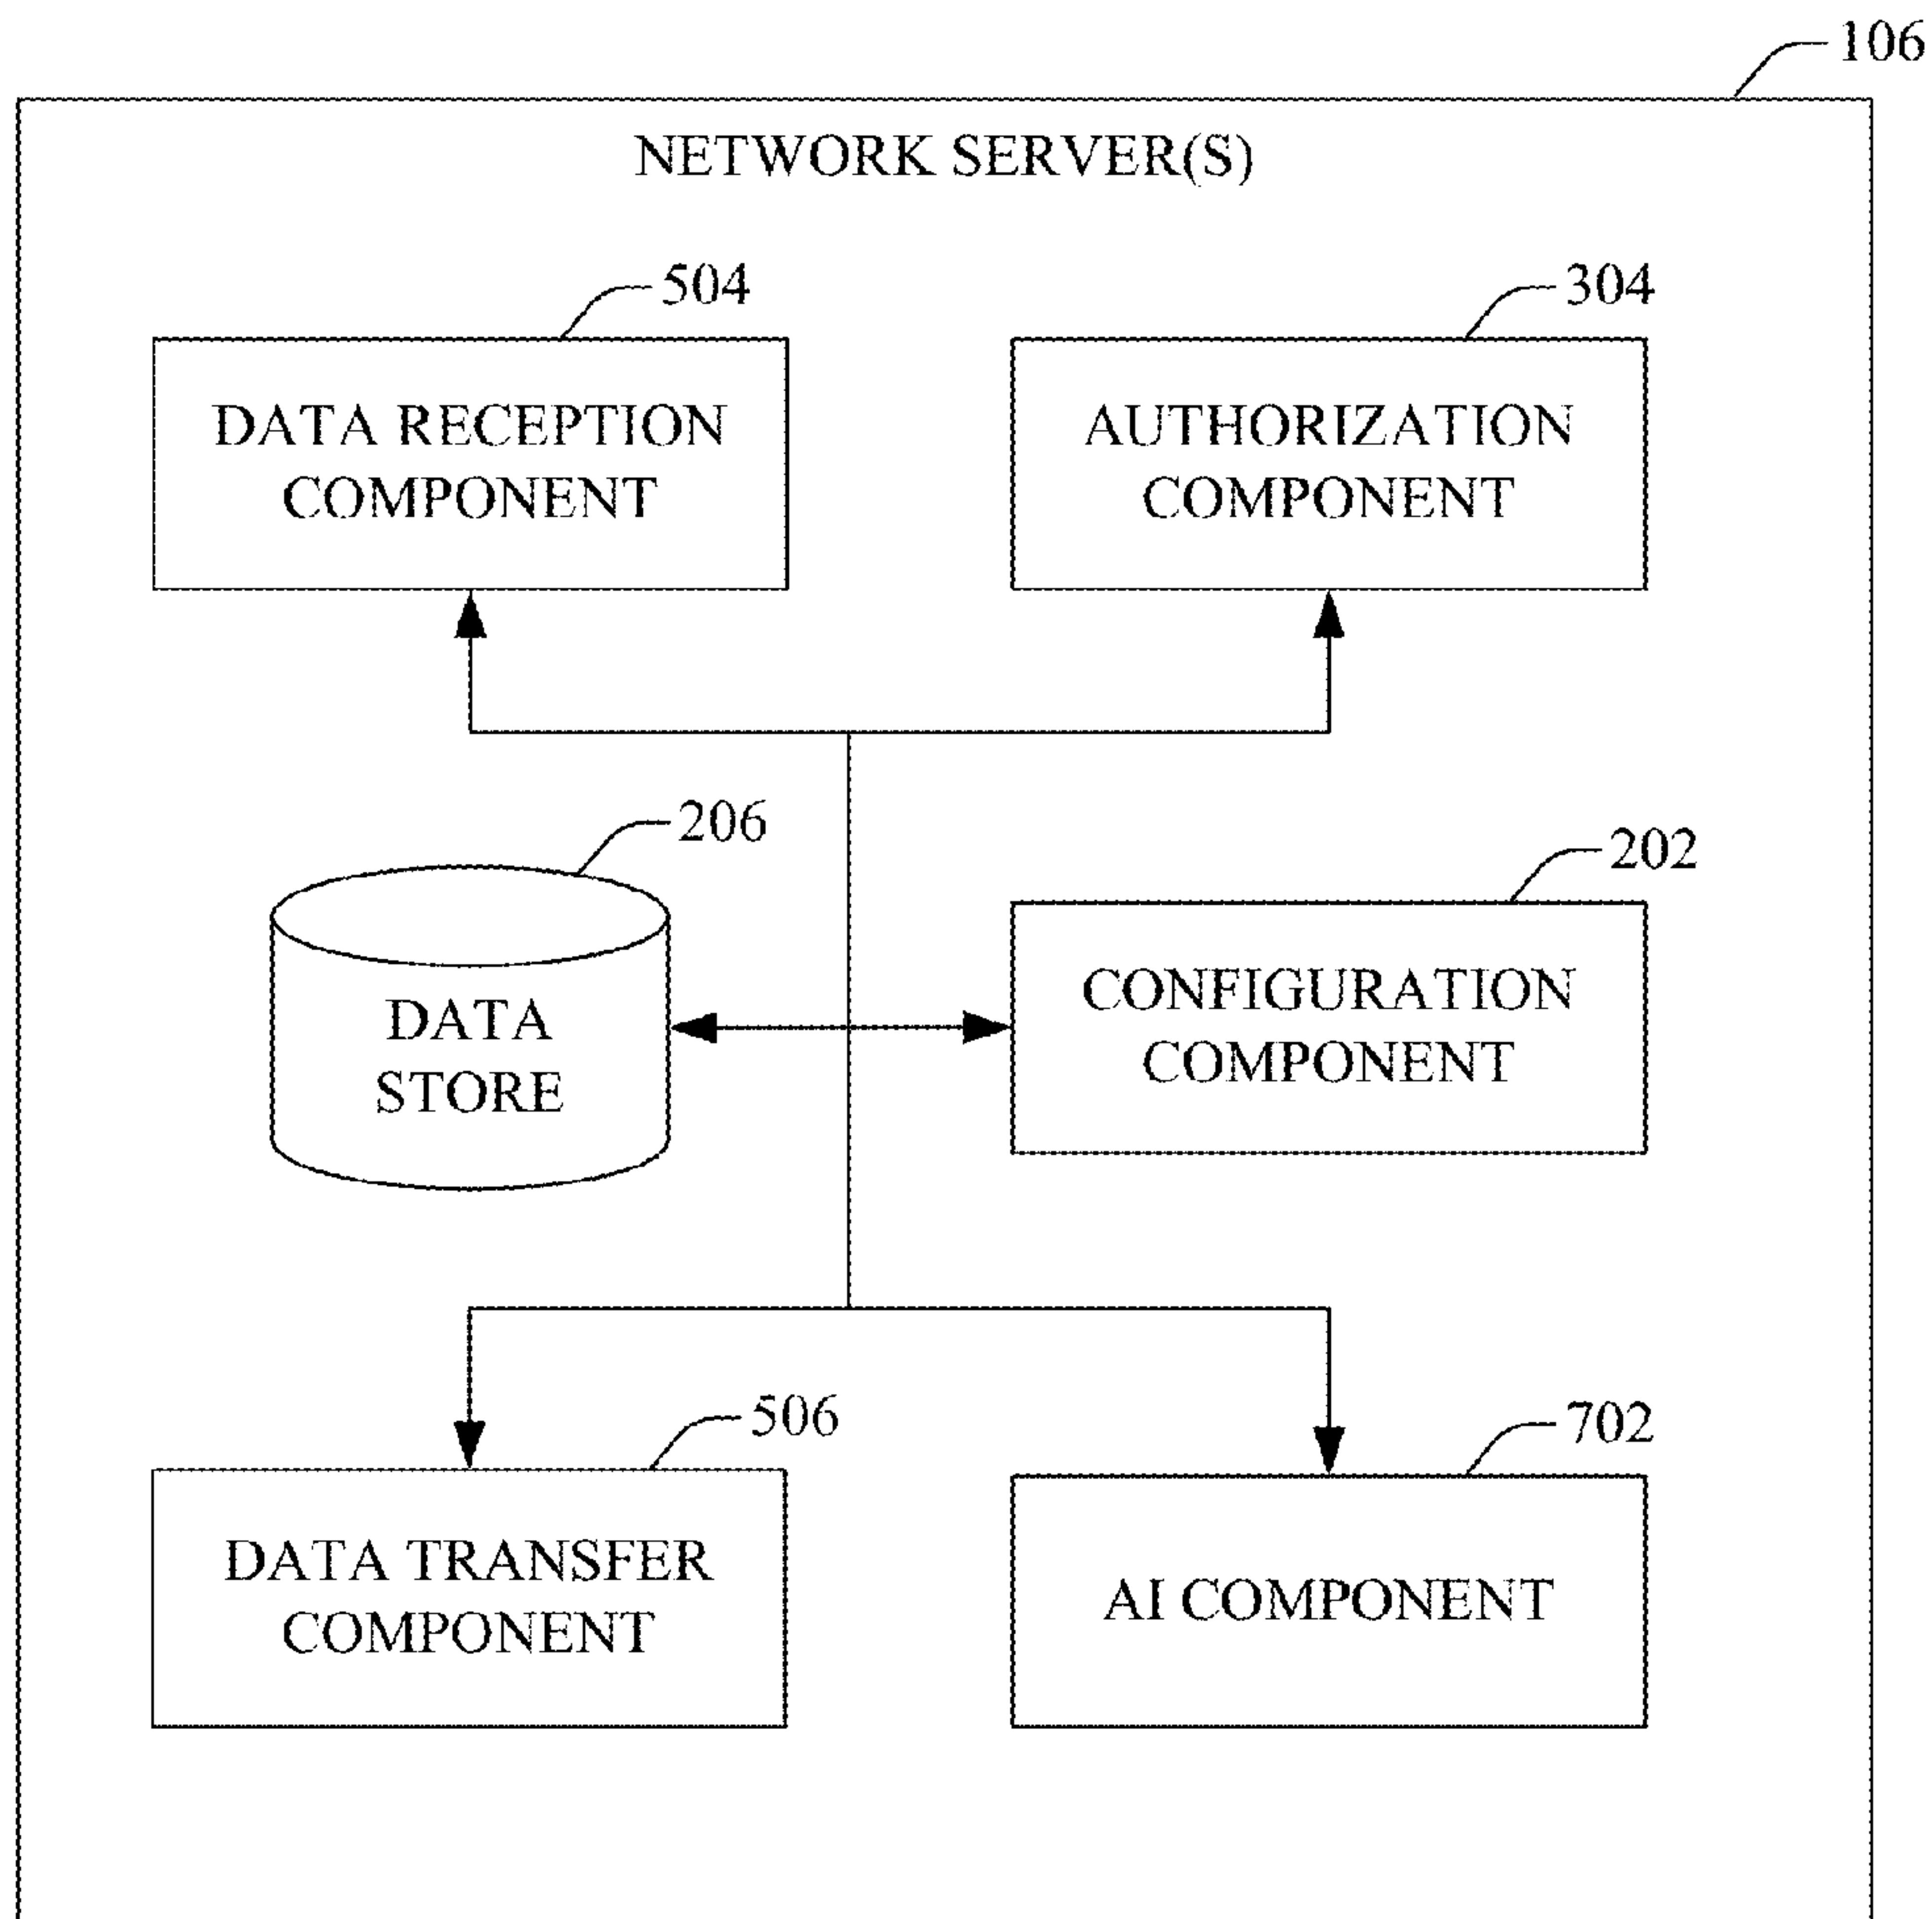 106
NETWORK SERVER(S)
504
304
DATA RECEPTION
COMPONENT
AUTHORIZATION
COMPONENT
206
202
DATA
STORE
CONFIGURATION
COMPONENT
506
702
DATA TRANSFER
COMPONENT
AI COMPONENT